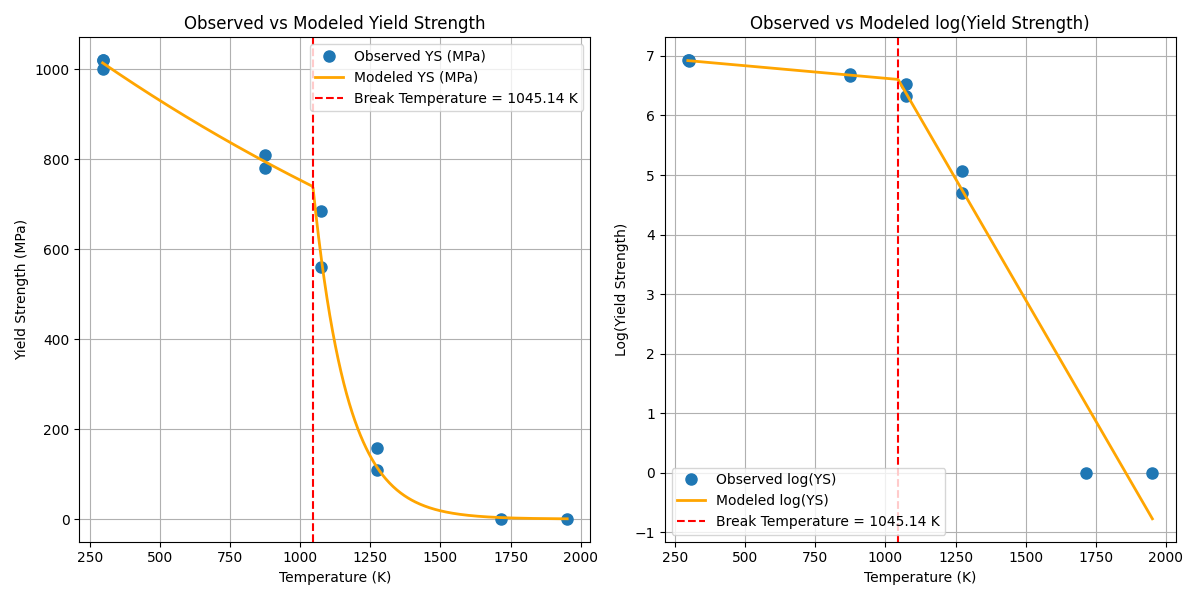 Observed vs Modeled Yield Strength
Yield Strength (MPa)
1000
800
600
400
200
0
Observed YS (MPa)
Modeled YS (MPa)
Break Temperature = 1045.14 K
250 500 750 1000 1250 1500 1750 2000
Temperature (K)
Observed vs Modeled log(Yield Strength)
Log(Yield Strength)
7
6
5
4
3
2
1
0
−1
Observed log(YS)
Modeled log(YS)
Break Temperature = 1045.14 K
250 500 750 1000 1250 1500 1750 2000
Temperature (K)